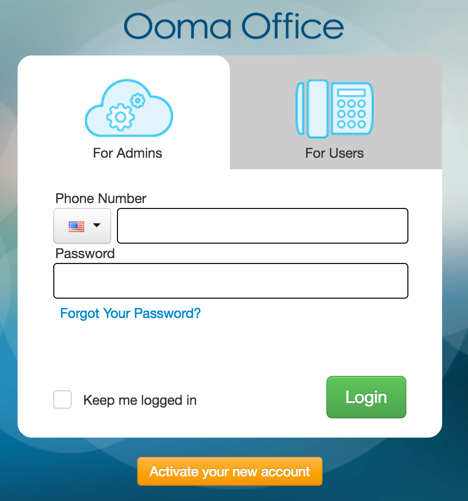 Ooma Office
For Admins
For Users
Phone Number
Password
Forgot Your Password?
Keep me logged in
Login
Activate your new account